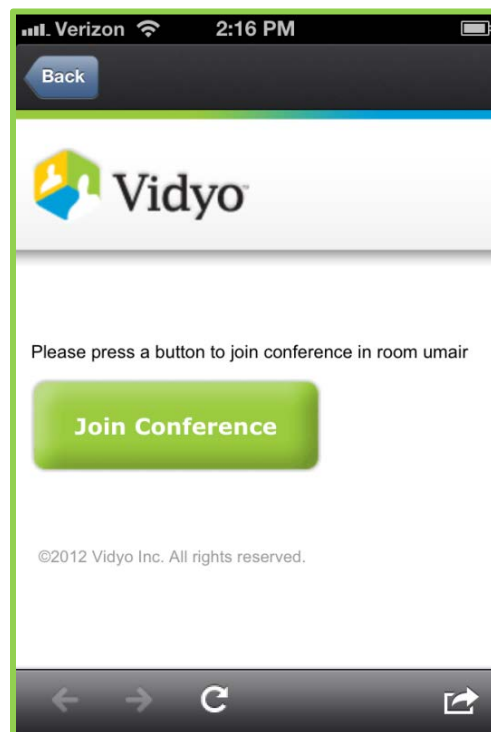 Verizon 2:16 PM
Back
Vidyo™
Please press a button to join conference in room umair
Join Conference
©2012 Vidyo Inc. All rights reserved.